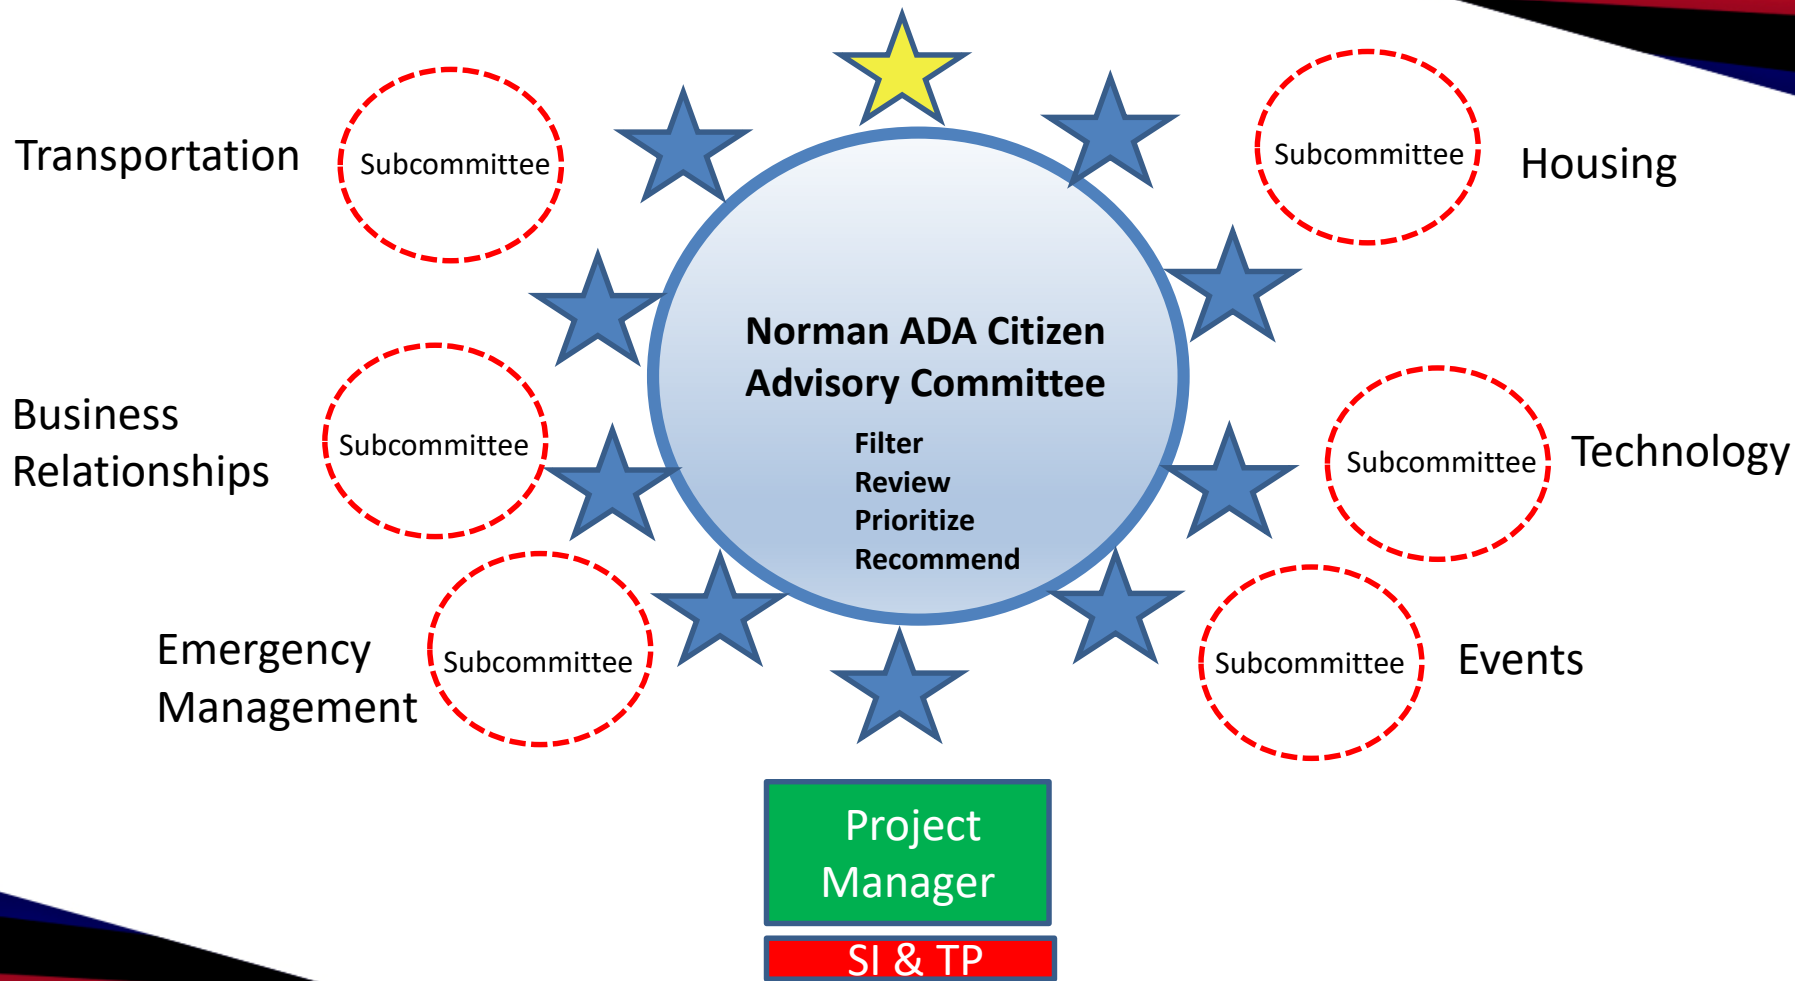 Transportation
Subcommittee
Subcommittee
Housing
Norman ADA Citizen
Advisory Committee
Filter
Review
Prioritize
Recommend
Business
Relationships
Subcommittee
Subcommittee
Technology
Emergency
Management
Subcommittee
Subcommittee
Events
Project
Manager
SI & TP